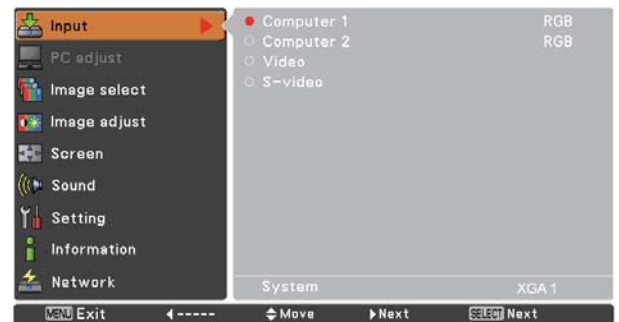 Input
PC adjust
Image select
Image adjust
Screen
Sound
Setting
Information
Network
Computer 1 RGB
Computer 2 RGB
Video
S-video
System XGA 1
MENU Exit ◀----- Move ▶Next SELECT Next